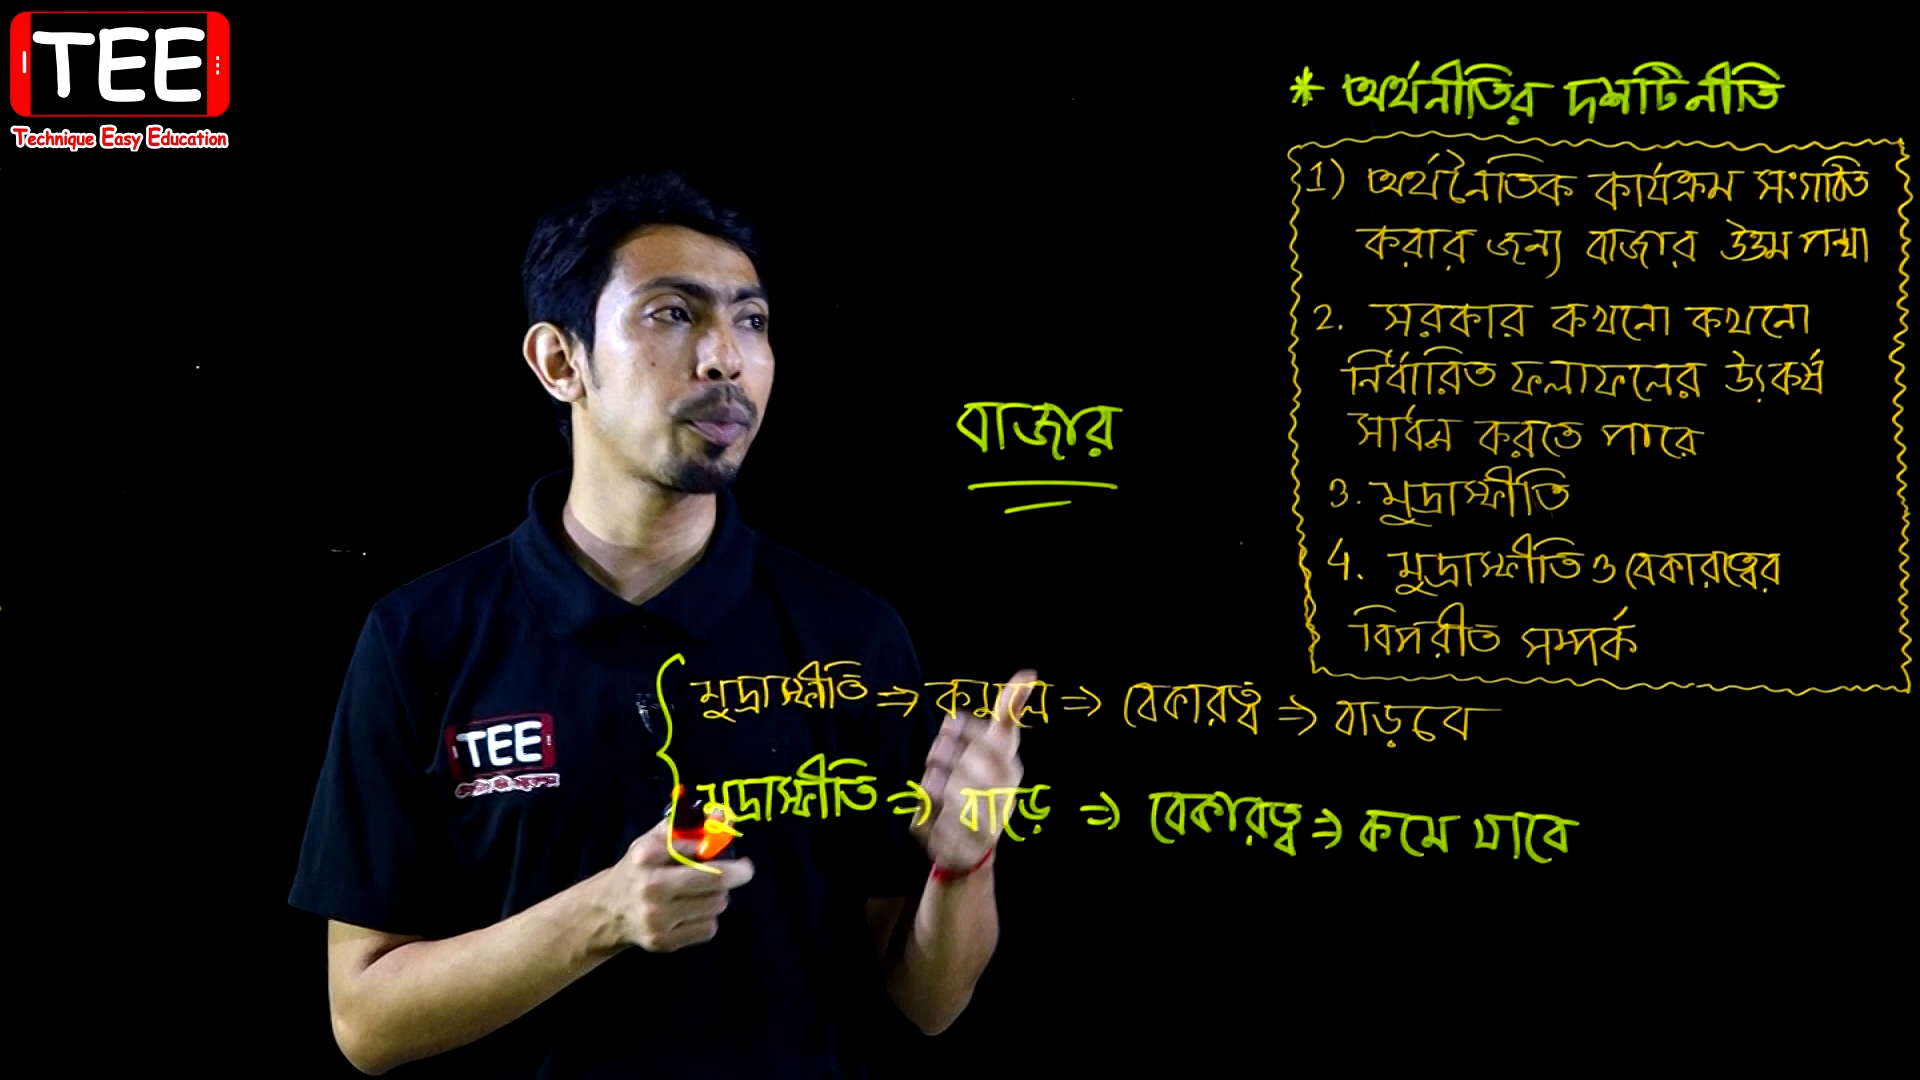 TEE
Technique Easy Education
* অর্থনীতির দশটি নীতি
1) অর্থনৈতিক কার্যক্রম সংগঠিত
করার জন্য বাজার উত্তম পন্থা
2. সরকার কখনো কখনো
নির্ধারিত ফলাফলের উৎকর্ষ
সাধন করতে পারে
3. মুদ্রাস্ফীতি
4. মুদ্রাস্ফীতি ও বেকারত্বের
বিপরীত সম্পর্ক
বাজার
মুদ্রাস্ফীতি ⇒ কমলে ⇒ বেকারত্ব ⇒ বাড়বে
মুদ্রাস্ফীতি ⇒ বাড়ে ⇒ বেকারত্ব ⇒ কমে যাবে
TEE